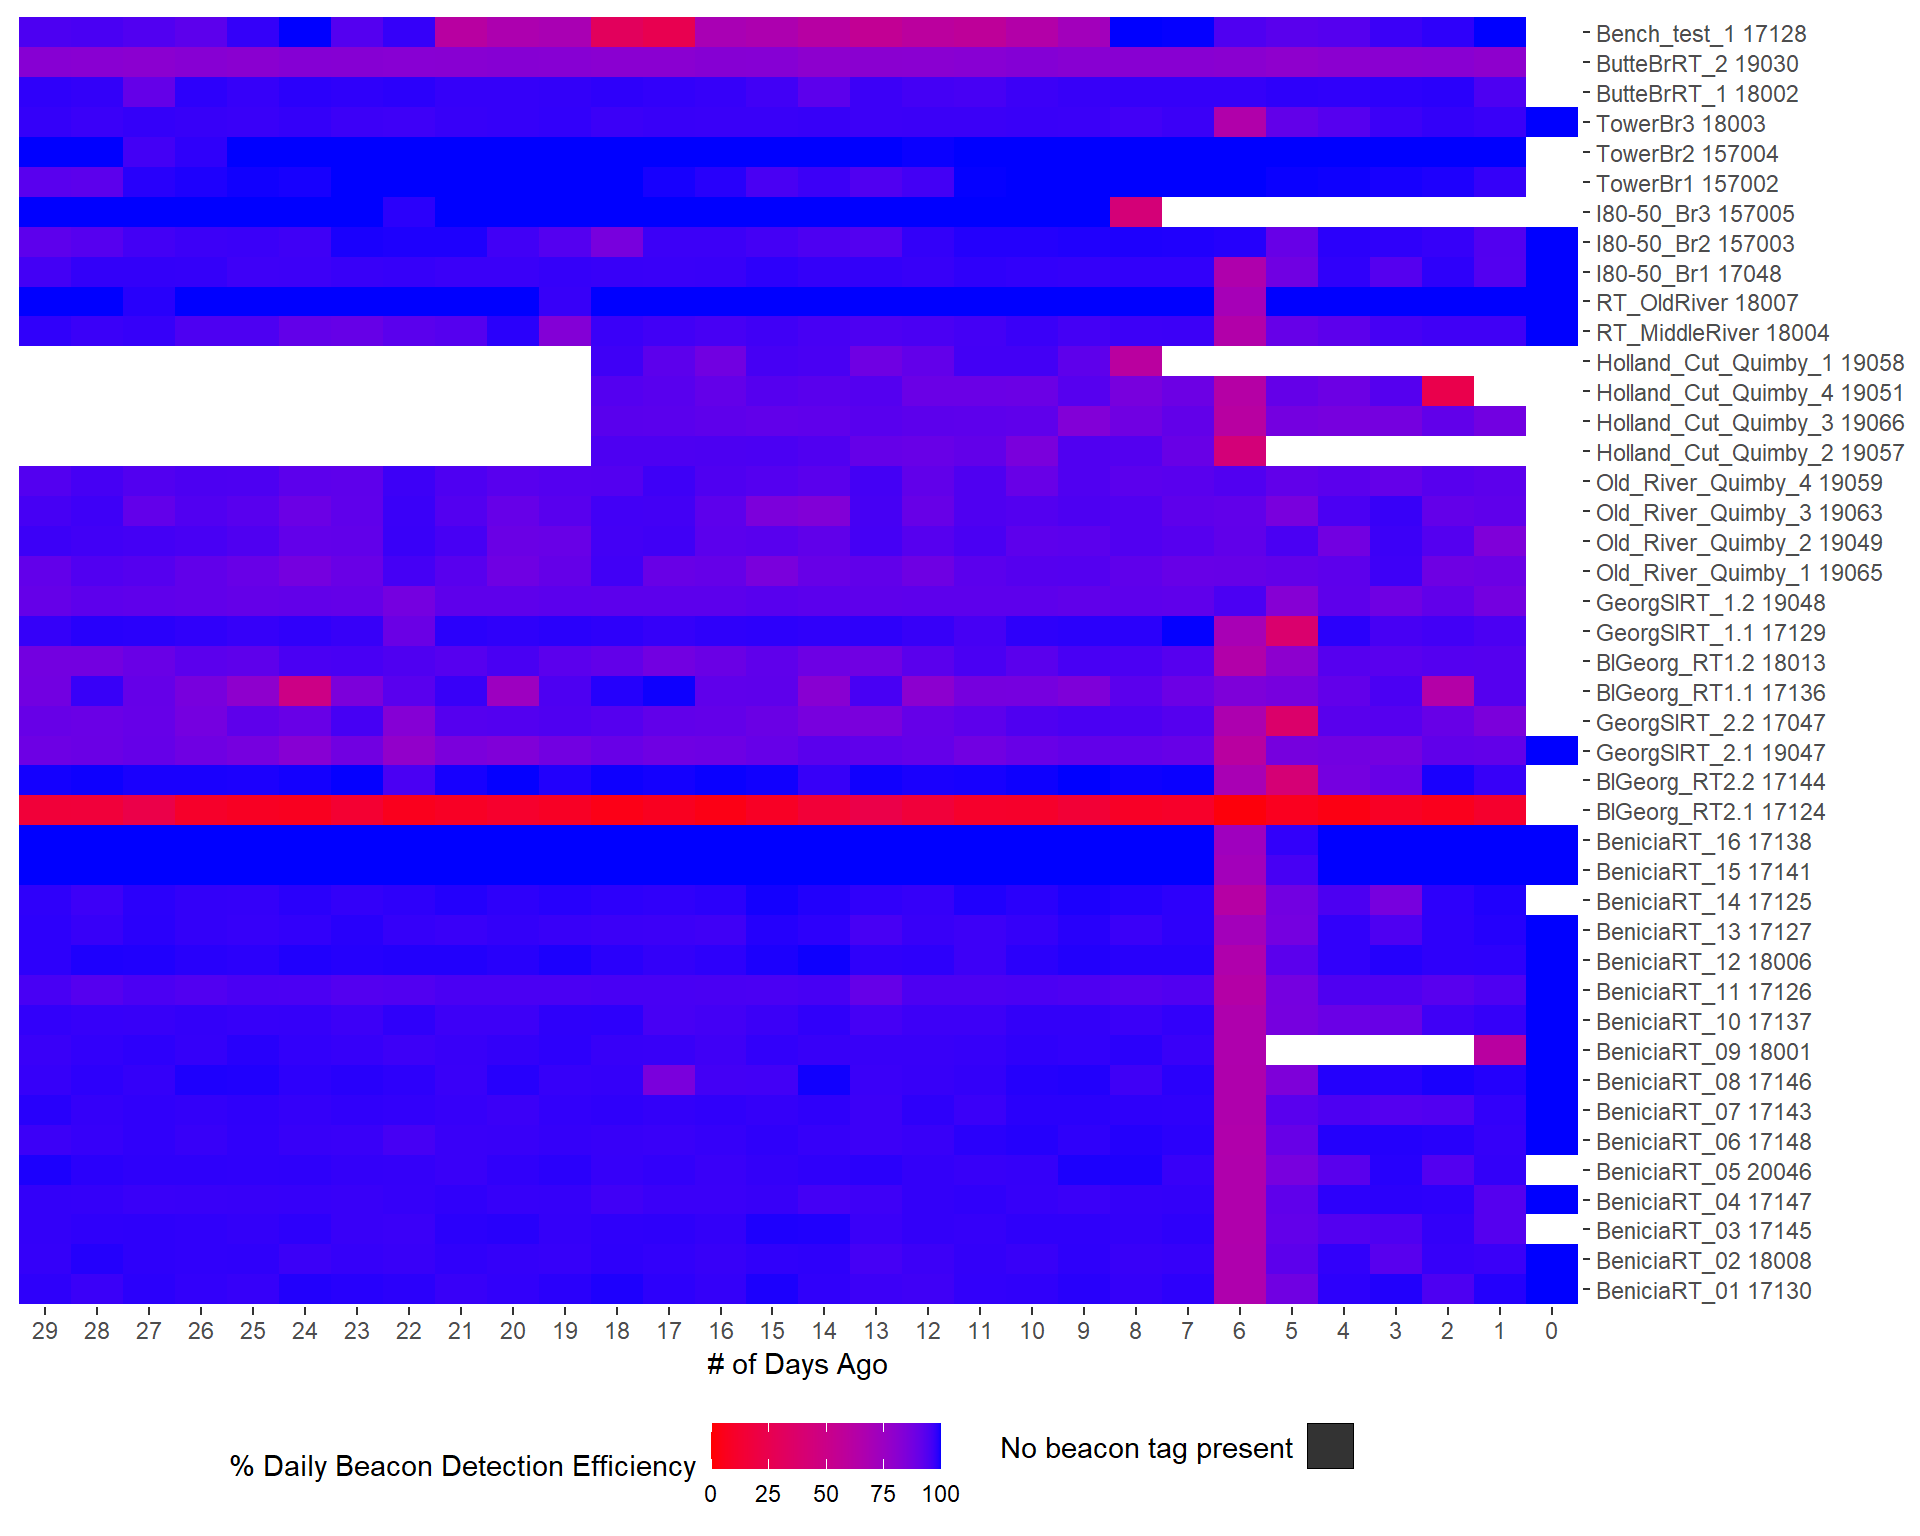 Bench_test_1 17128
ButteBrRT_2 19030
ButteBrRT_1 18002
TowerBr3 18003
TowerBr2 157004
TowerBr1 157002
I80-50_Br3 157005
I80-50_Br2 157003
I80-50_Br1 17048
RT_OldRiver 18007
RT_MiddleRiver 18004
Holland_Cut_Quimby_1 19058
Holland_Cut_Quimby_4 19051
Holland_Cut_Quimby_3 19066
Holland_Cut_Quimby_2 19057
Old_River_Quimby_4 19059
Old_River_Quimby_3 19063
Old_River_Quimby_2 19049
Old_River_Quimby_1 19065
GeorgSlRT_1.2 19048
GeorgSlRT_1.1 17129
BlGeorg_RT1.2 18013
BlGeorg_RT1.1 17136
GeorgSlRT_2.2 17047
GeorgSlRT_2.1 19047
BlGeorg_RT2.2 17144
BlGeorg_RT2.1 17124
BeniciaRT_16 17138
BeniciaRT_15 17141
BeniciaRT_14 17125
BeniciaRT_13 17127
BeniciaRT_12 18006
BeniciaRT_11 17126
BeniciaRT_10 17137
BeniciaRT_09 18001
BeniciaRT_08 17146
BeniciaRT_07 17143
BeniciaRT_06 17148
BeniciaRT_05 20046
BeniciaRT_04 17147
BeniciaRT_03 17145
BeniciaRT_02 18008
BeniciaRT_01 17130
29 28 27 26 25 24 23 22 21 20 19 18 17 16 15 14 13 12 11 10 9 8 7 6 5 4 3 2 1 0
# of Days Ago
% Daily Beacon Detection Efficiency
0 25 50 75 100
No beacon tag present